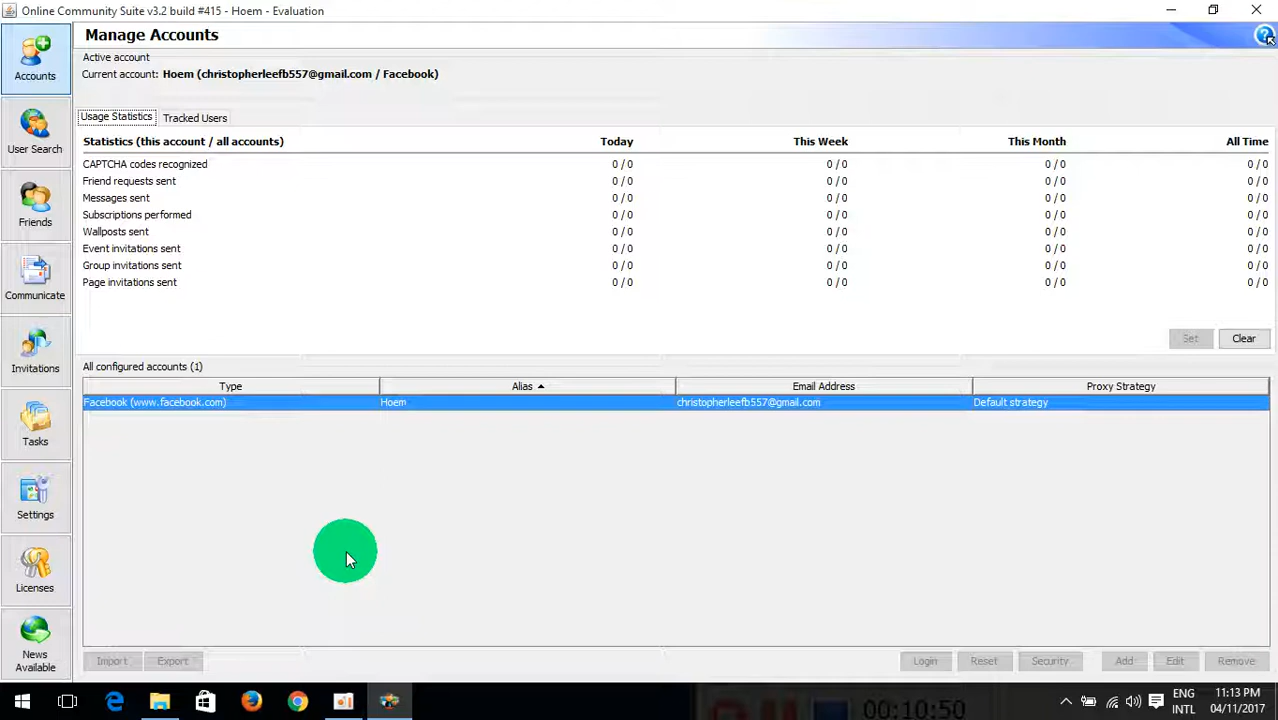 Online Community Suite v3.2 build #415 - Hoem - Evaluation
Manage Accounts
Active account
Current account: Hoem (christopherleefb557@gmail.com / Facebook)
Usage Statistics Tracked Users
Statistics (this account / all accounts) Today This Week This Month All Time
CAPTCHA codes recognized 0 / 0 0 / 0 0 / 0 0 / 0
Friend requests sent 0 / 0 0 / 0 0 / 0 0 / 0
Messages sent 0 / 0 0 / 0 0 / 0 0 / 0
Subscriptions performed 0 / 0 0 / 0 0 / 0 0 / 0
Wallposts sent 0 / 0 0 / 0 0 / 0 0 / 0
Event invitations sent 0 / 0 0 / 0 0 / 0 0 / 0
Group invitations sent 0 / 0 0 / 0 0 / 0 0 / 0
Page invitations sent 0 / 0 0 / 0 0 / 0 0 / 0
Set Clear
All configured accounts (1)
Type Alias Email Address Proxy Strategy
Facebook (www.facebook.com) Hoem christopherleefb557@gmail.com Default strategy
Import Export Login Reset Security Add Edit Remove
Accounts
User Search
Friends
Communicate
Invitations
Tasks
Settings
Licenses
News
Available
ENG
INTL
11:13 PM
04/11/2017
00:10:50